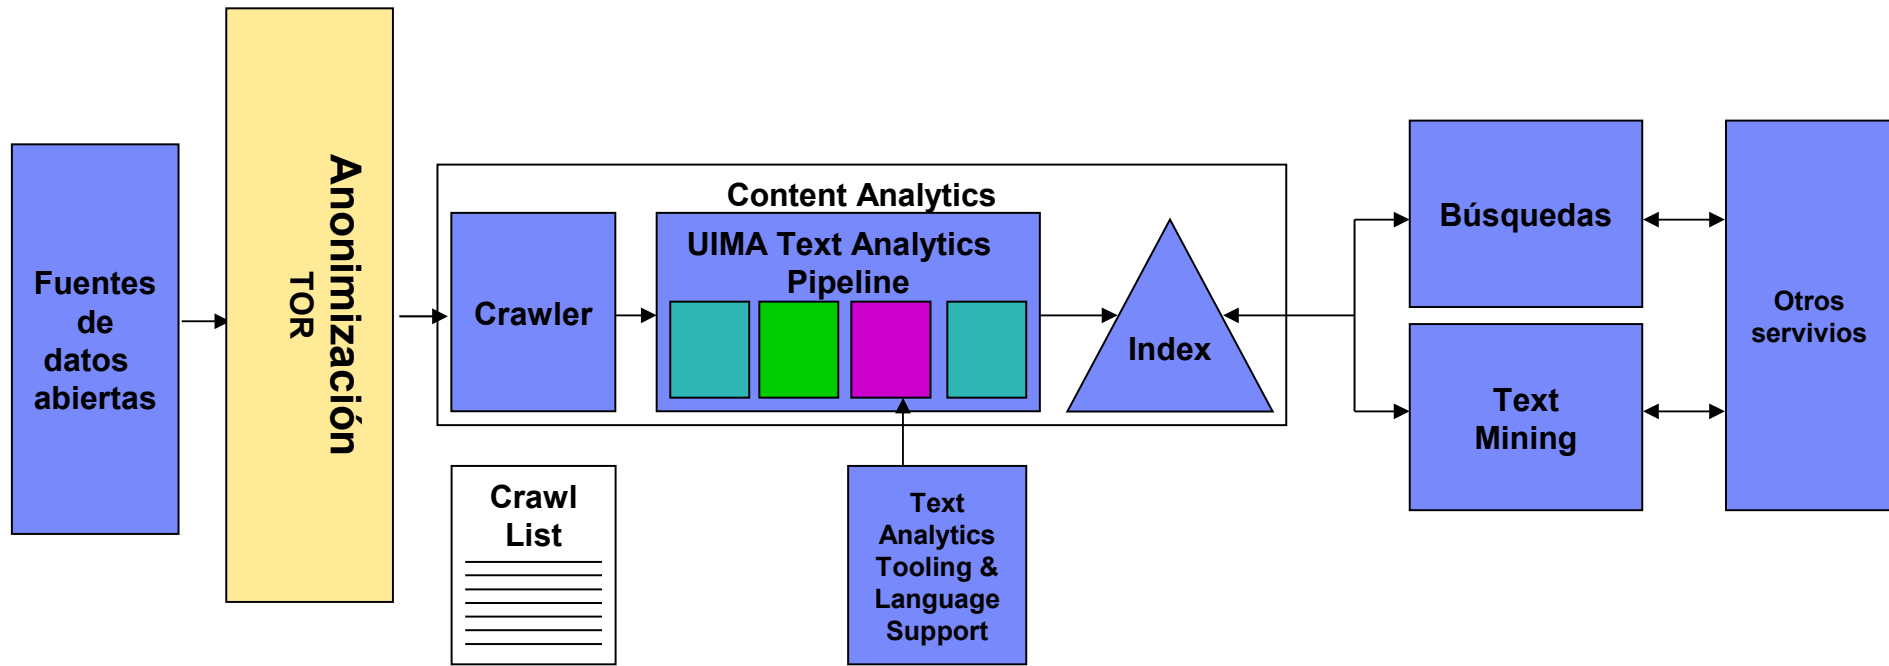 Fuentes
de
datos
abiertas
Anonimización
TOR
Content Analytics
Crawler
UIMA Text Analytics
Pipeline
Index
Crawl
List
Text
Analytics
Tooling &
Language
Support
Búsquedas
Text
Mining
Otros
servivios